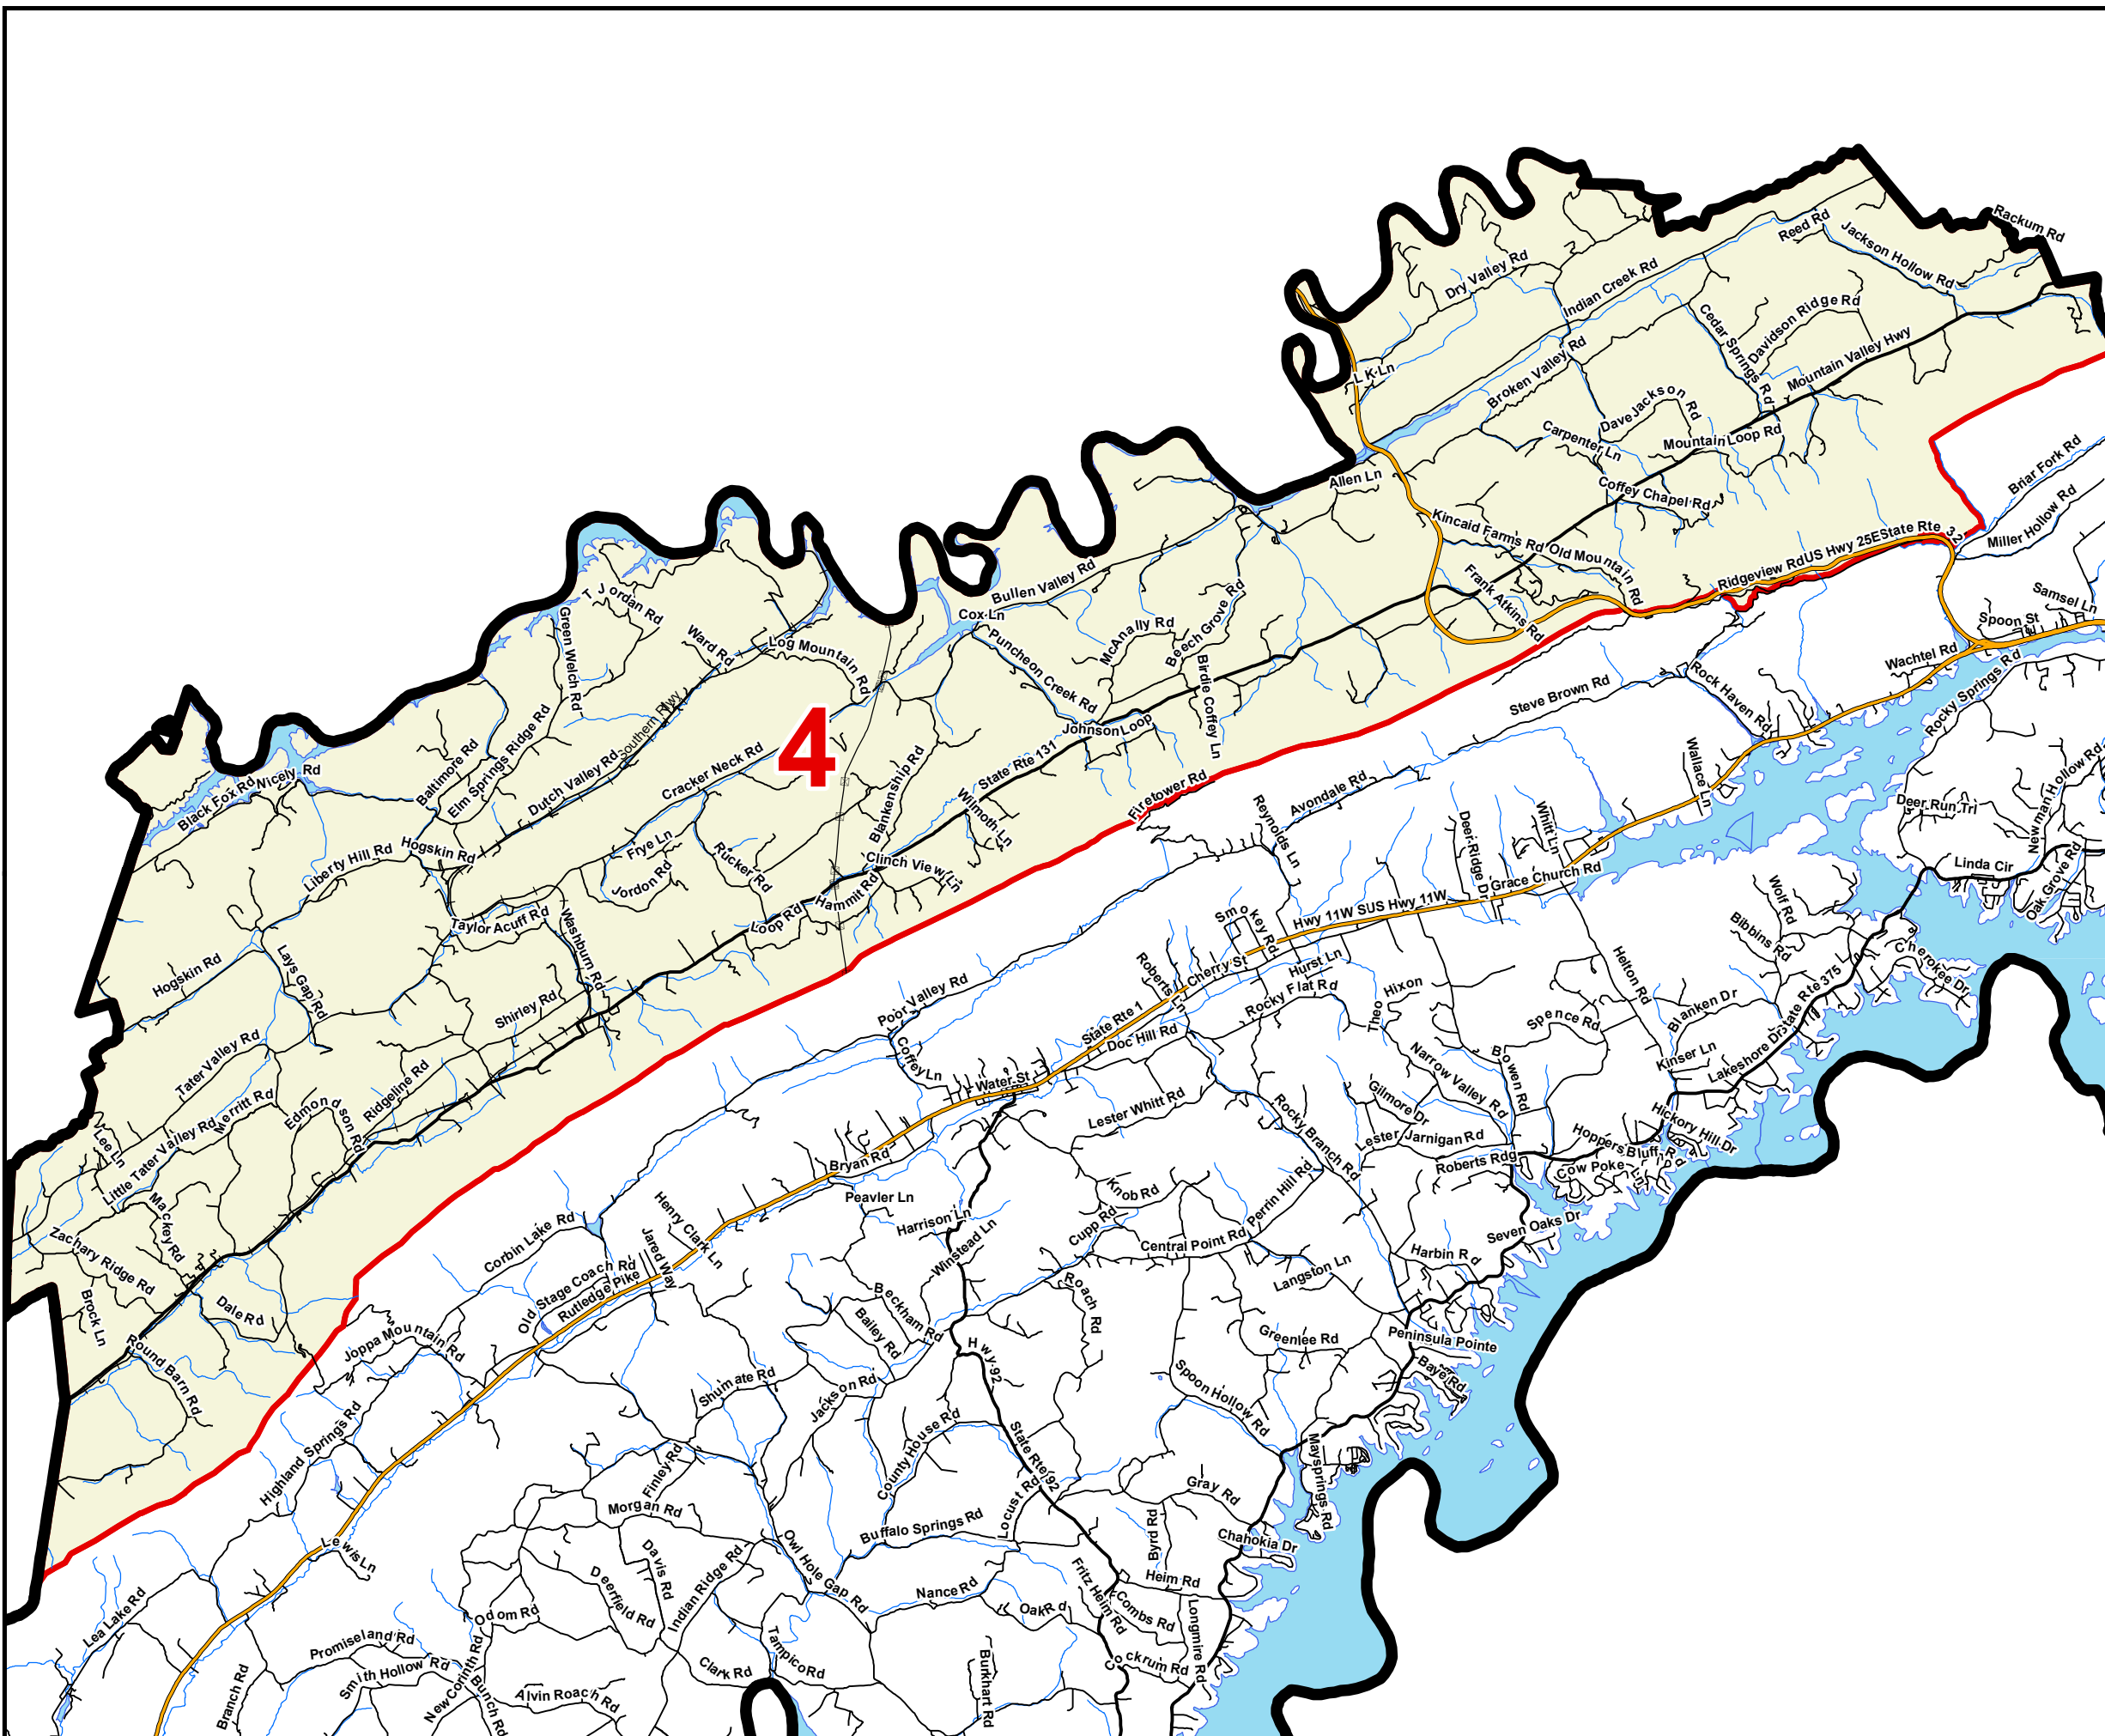 Rackum Rd
Reed Rd
Jackson Hollow Rd
Dry Valley Rd
Indian Creek Rd
Davidson Ridge Rd
Cedar Springs Rd
Mountain Valley Hwy
L K Ln
Broken Valley Rd
Dave Jackson Rd
Carpenter Ln
Mountain Loop Rd
Briar Fork Rd
Allen Ln
Coffey Chapel Rd
Miller Hollow Rd
Kincaid Farms Rd
Old Mountain Rd
Ridgeview Rd
US Hwy 25E
State Rte 32
Frank Atkins Rd
Samsel Ln
Spoon St
Bullen Valley Rd
Cox Ln
T Jordan Rd
Green Welch Rd
Ward Rd
Log Mountain Rd
Puncheon Creek Rd
McAnally Rd
Beech Grove Rd
Birdie Coffey Ln
Wachtel Rd
Rocky Springs Rd
Rock Haven Rd
Steve Brown Rd
Southern Rlwy
4
Johnson Loop
State Rte 131
Baltimore Rd
Elm Springs Ridge Rd
Dutch Valley Rd
Cracker Neck Rd
Black Fox Rd
Nicely Rd
Blankenship Rd
Wilmoth Ln
Firetower Rd
Avondale Rd
Reynolds Ln
Wallace Ln
Deer Run Trl
Newman Hollow Rd
Whitt Ln
Deer Ridge Dr
Grace Church Rd
Linda Cir
Oak Grove Rd
Liberty Hill Rd
Hogskin Rd
Frye Ln
Jordon Rd
Rucker Rd
Clinch View Ln
Hammit Rd
Loop Rd
Taylor Acuff Rd
Washburn Rd
Wolf Rd
Bibbins Rd
Cherokee Dr
State Rte 375
Hwy 11W S
US Hwy 11W
Smokey Rd
Cherry St
Hurst Ln
Roberts Ln
Rocky Flat Rd
Theo Hixon
Helton Rd
Blanken Dr
Spence Rd
Hogskin Rd
Lays Gap Rd
Shirley Rd
Poor Valley Rd
State Rte 1
Doc Hill Rd
Coffey Ln
Water St
Tater Valley Rd
Ridgeline Rd
Merritt Rd
Edmondson Rd
Lee Ln
Little Tater Valley Rd
Mackey Rd
Zachary Ridge Rd
Brock Ln
Dale Rd
Round Barn Rd
Narrow Valley Rd
Bowen Rd
Kinser Ln
Lakeshore Dr
Gilmore Dr
Lester Whitt Rd
Rocky Branch Rd
Lester Jarnigan Rd
Roberts Rdg
Hickory Hill Dr
Hoppers Bluff Rd
Cow Poke Ln
Bryan Rd
Peavler Ln
Harrison Ln
Winstead Ln
Knob Rd
Cupp Rd
Perrin Hill Rd
Central Point Rd
Seven Oaks Dr
Harbin Rd
Langston Ln
Henry Clark Ln
Jared Way
Corbin Lake Rd
Old Stage Coach Rd
Rutledge Pike
Beckham Rd
Bailey Rd
Roach Rd
Hwy 92
Greenlee Rd
Peninsula Pointe
Baye Rd
Joppa Mountain Rd
Shumate Rd
Jackson Rd
Spoon Hollow Rd
Highland Springs Rd
County House Rd
State Rte 92
Maysprings Rd
Finley Rd
Morgan Rd
Locust Rd
Gray Rd
Lewis Ln
Buffalo Springs Rd
Byrd Rd
Chahokia Dr
Owl Hole Gap Rd
Davis Rd
Deerfield Rd
Indian Ridge Rd
Nance Rd
Oak Rd
Fritz Helm Rd
Heim Rd
Combs Rd
Longmire Rd
Lea Lake Rd
Odom Rd
Promiseland Rd
Smith Hollow Rd
New Corinth Rd
Bunch Rd
Branch Rd
Alvin Roach Rd
Clark Rd
Tampico Rd
Burkhart Rd
Cockrum Rd